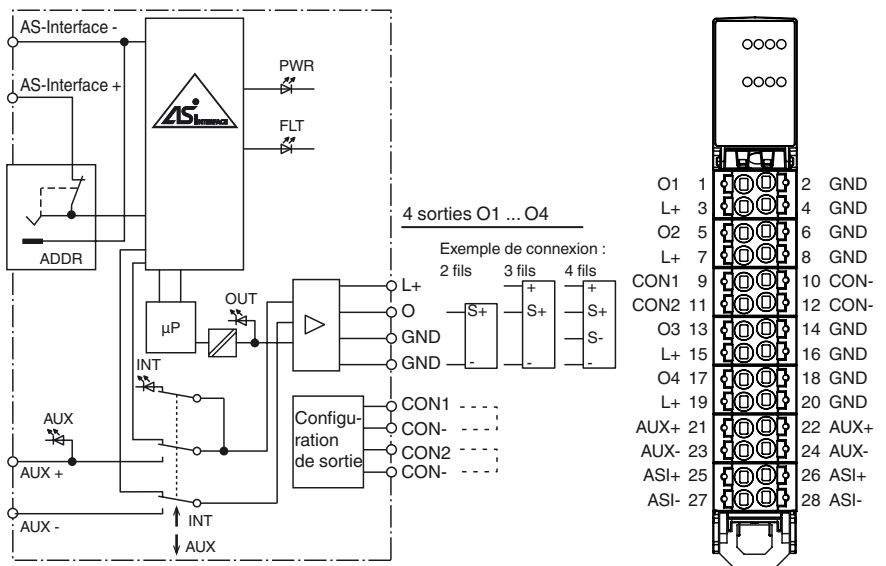 AS-Interface -
AS-Interface +
ADDR
ASI
INTERFACE
PWR
FLT
µP
OUT
INT
AUX
AUX +
AUX -
INT
AUX
L+
O
GND
GND
Configu-
ration
de sortie
CON1
CON-
CON2
CON-
4 sorties O1 ... O4
Exemple de connexion :
2 fils 3 fils 4 fils
S+
-
+
S+
-
+
S+
S-
-
O1 1 2 GND
L+ 3 4 GND
O2 5 6 GND
L+ 7 8 GND
CON1 9 10 CON-
CON2 11 12 CON-
O3 13 14 GND
L+ 15 16 GND
O4 17 18 GND
L+ 19 20 GND
AUX+ 21 22 AUX+
AUX- 23 24 AUX-
ASI+ 25 26 ASI+
ASI- 27 28 ASI-